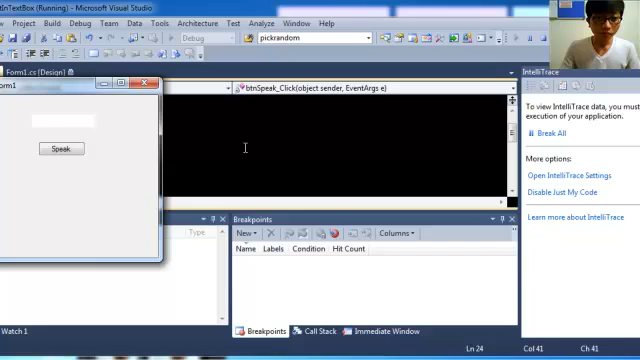 tInTextBox (Running) - Microsoft Visual Studio
Project Build Debug Team Data Tools Architecture Test Analyze Window Help
Debug pickrandom
Form1.cs [Design]
orm1
btnSpeak_Click(object sender, EventArgs e)
Speak
IntelliTrace
To view IntelliTrace data, you must
execution of your application.
Break All
More options:
Open IntelliTrace Settings
Disable Just My Code
Learn more about IntelliTrace
Type
Breakpoints
New Columns
Name Labels Condition Hit Count
Watch 1
Breakpoints Call Stack Immediate Window
Ln 24 Col 41 Ch 41